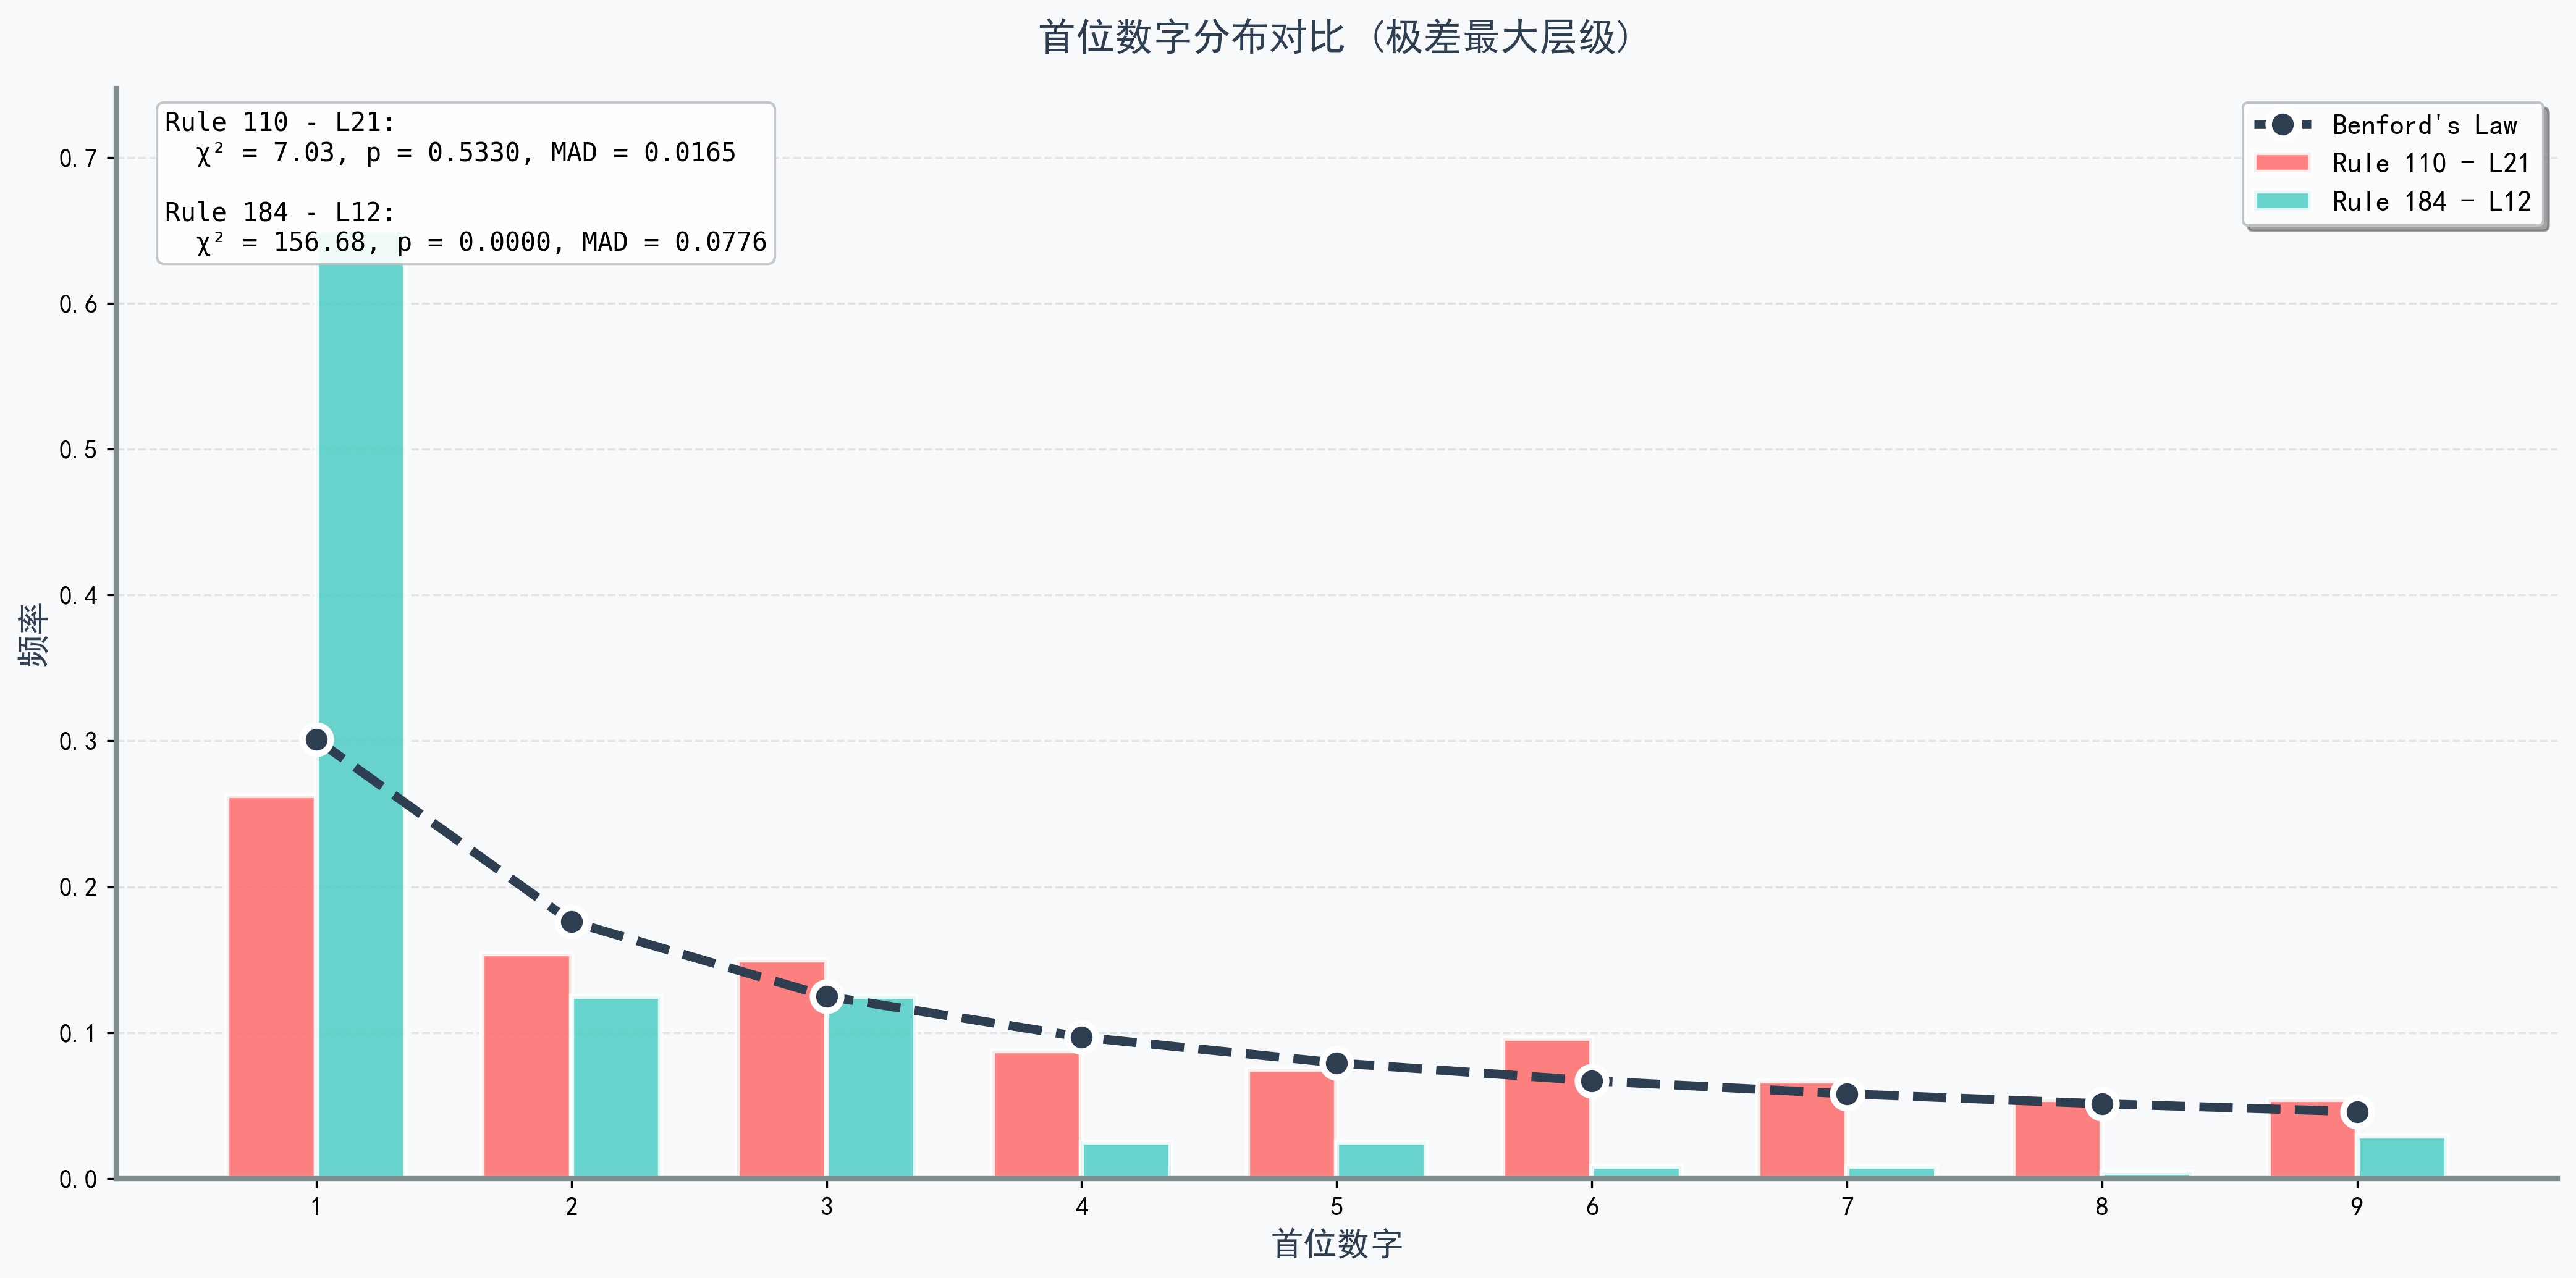 首位数字分布对比 (极差最大层级)
Rule 110 - L21:
χ² = 7.03, p = 0.5330, MAD = 0.0165
Rule 184 - L12:
χ² = 156.68, p = 0.0000, MAD = 0.0776
Benford's Law
Rule 110 - L21
Rule 184 - L12
频率
0.7
0.6
0.5
0.4
0.3
0.2
0.1
0.0
1 2 3 4 5 6 7 8 9
首位数字